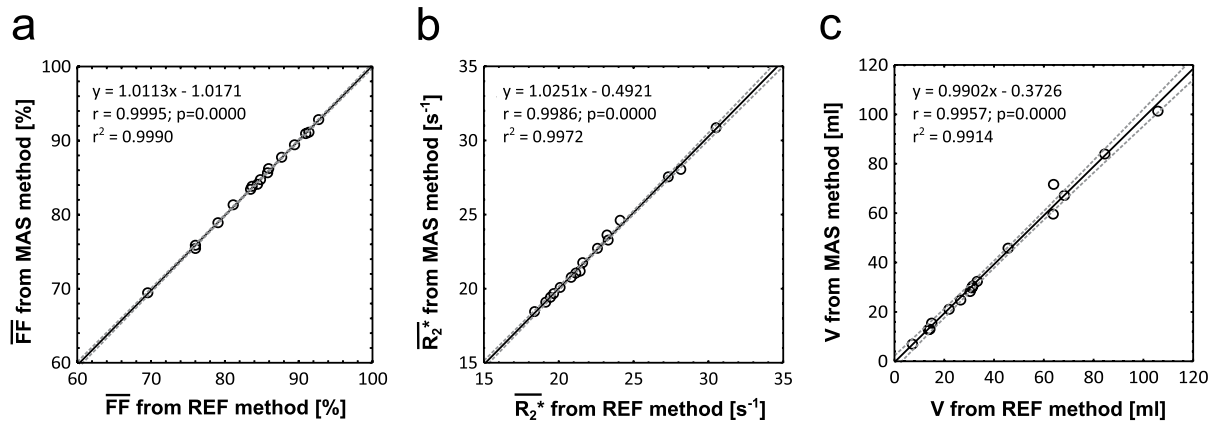 a
100
90
80
70
60
60 70 80 90 100
y = 1.0113x - 1.0171
r = 0.9995; p=0.0000
r² = 0.9990
F̅F̅ from MAS method [%]
F̅F̅ from REF method [%]
b
35
30
25
20
15
15 20 25 30 35
y = 1.0251x - 0.4921
r = 0.9986; p=0.0000
r² = 0.9972
R̅₂* from MAS method [s⁻¹]
R̅₂* from REF method [s⁻¹]
c
120
100
80
60
40
20
0
0 20 40 60 80 100 120
y = 0.9902x - 0.3726
r = 0.9957; p=0.0000
r² = 0.9914
V from MAS method [ml]
V from REF method [ml]